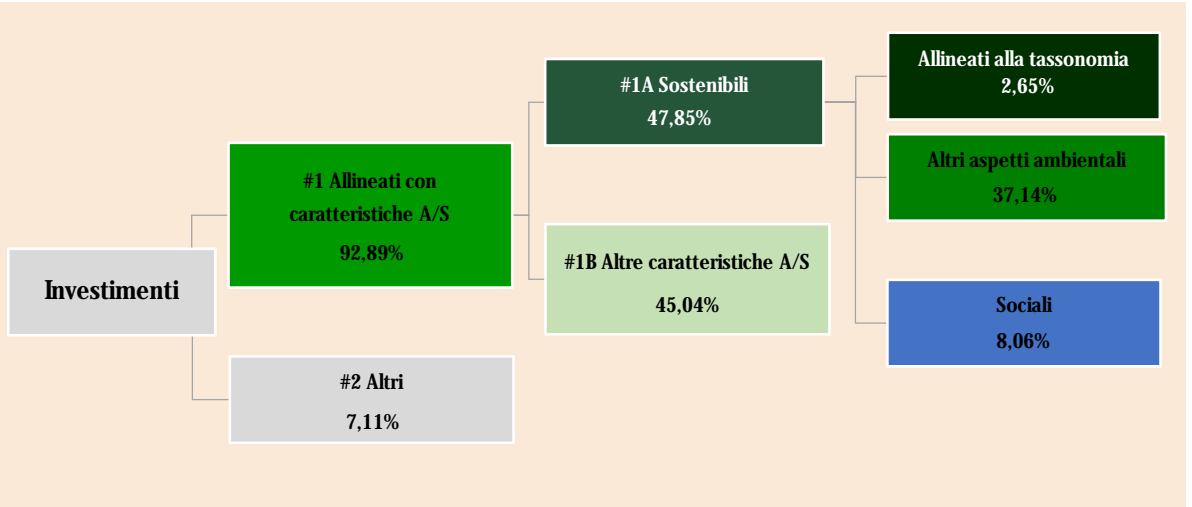 Investimenti
#1 Allineati con
caratteristiche A/S
92,89%
#2 Altri
7,11%
#1A Sostenibili
47,85%
#1B Altre caratteristiche A/S
45,04%
Allineati alla tassonomia
2,65%
Altri aspetti ambientali
37,14%
Sociali
8,06%